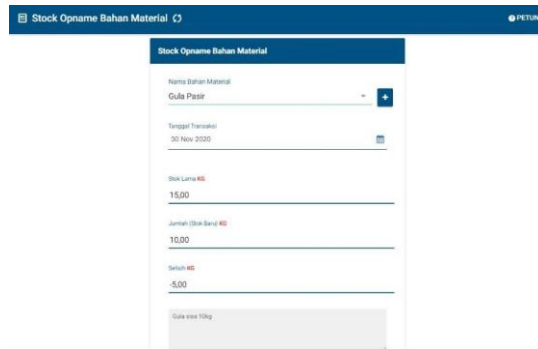 Stock Opname Bahan Material
PETUN
Stock Opname Bahan Material
Nama Bahan Material
Gula Pasir
Tanggal Transaksi
30 Nov 2020
Stok Lama KG
15,00
Jumlah (Stok Baru) KG
10,00
Selisih KG
-5,00
Gula sisa 10kg